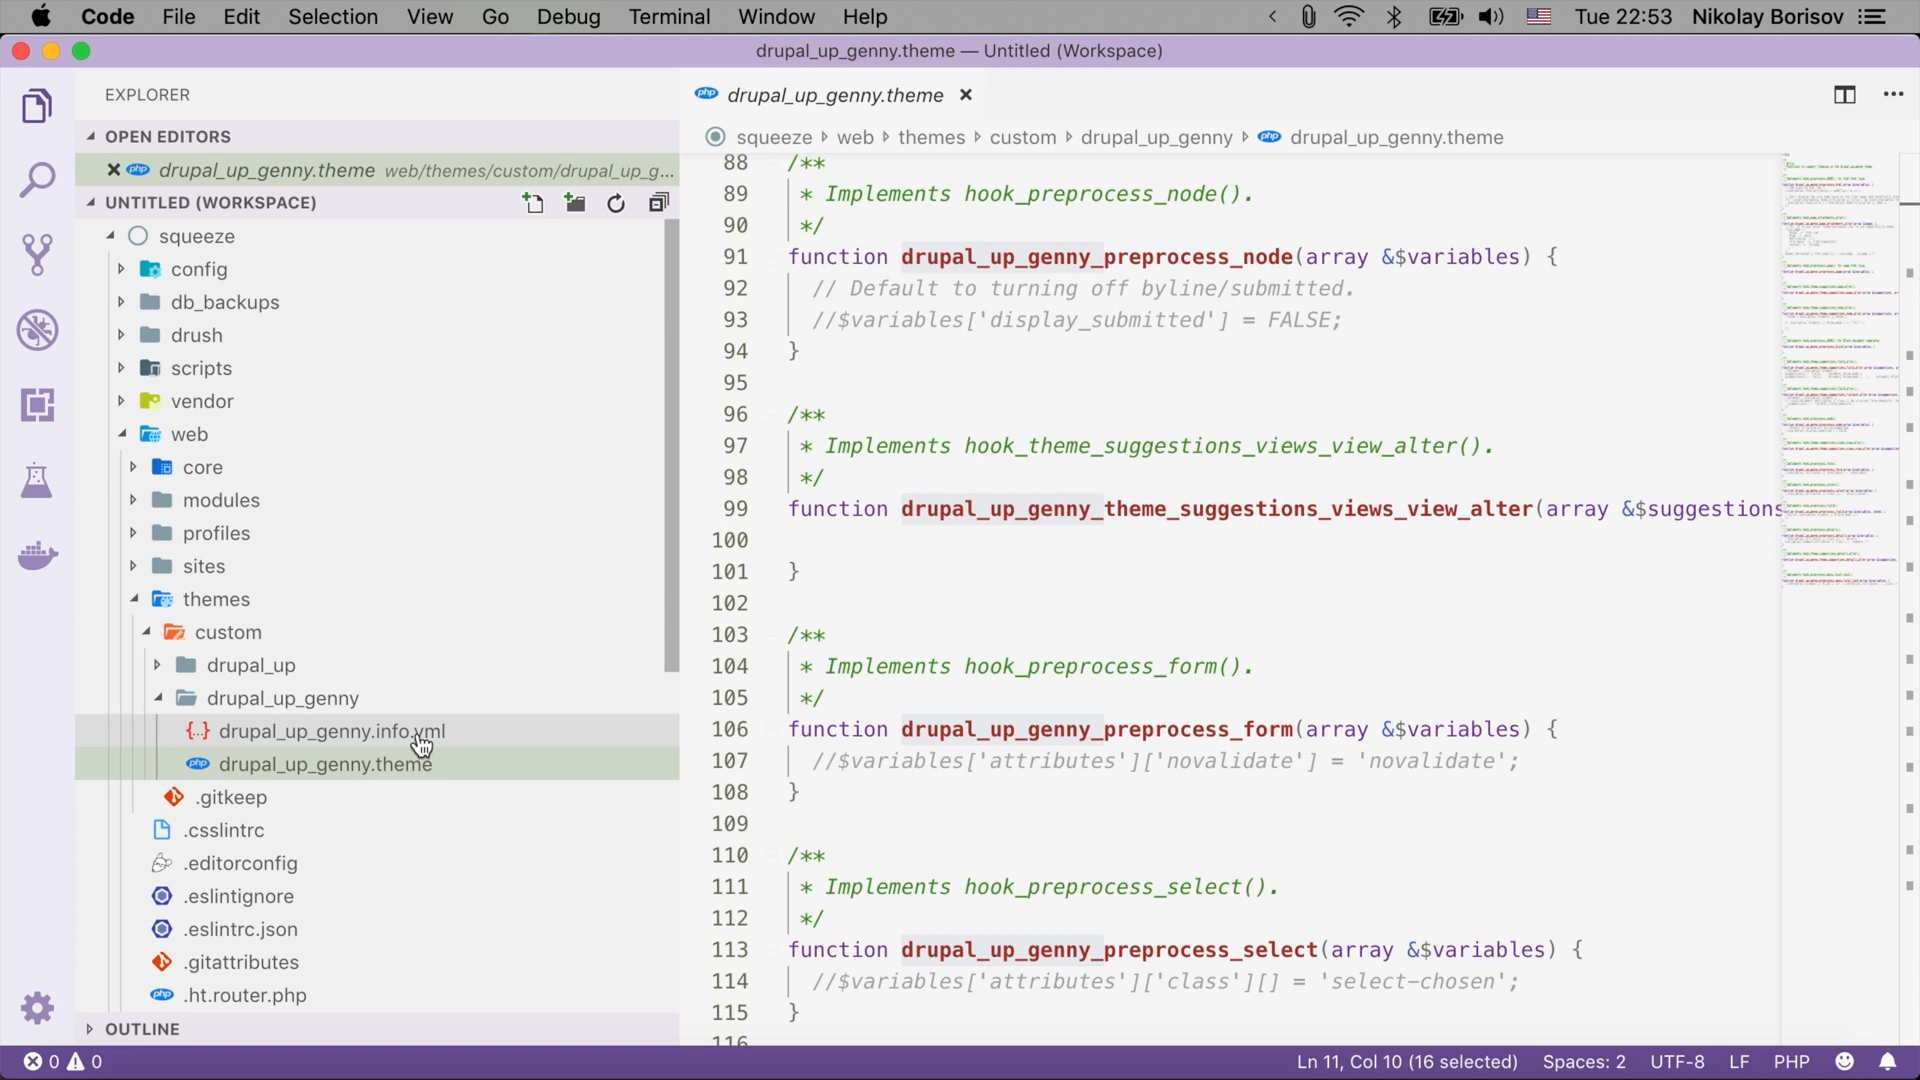 Code File Edit Selection View Go Debug Terminal Window Help Tue 22:53 Nikolay Borisov
drupal_up_genny.theme — Untitled (Workspace)
EXPLORER
OPEN EDITORS
drupal_up_genny.theme web/themes/custom/drupal_up_g...
UNTITLED (WORKSPACE)
squeeze
config
db_backups
drush
scripts
vendor
web
core
modules
profiles
sites
themes
custom
drupal_up
drupal_up_genny
drupal_up_genny.info.yml
drupal_up_genny.theme
.gitkeep
.csslintrc
.editorconfig
.eslintignore
.eslintrc.json
.gitattributes
.ht.router.php
OUTLINE
drupal_up_genny.theme
squeeze web themes custom drupal_up_genny drupal_up_genny.theme
88 /**
89 * Implements hook_preprocess_node().
90 */
91 function drupal_up_genny_preprocess_node(array &$variables) {
92 // Default to turning off byline/submitted.
93 //$variables['display_submitted'] = FALSE;
94 }
95
96 /**
97 * Implements hook_theme_suggestions_views_view_alter().
98 */
99 function drupal_up_genny_theme_suggestions_views_view_alter(array &$suggestions
100
101 }
102
103 /**
104 * Implements hook_preprocess_form().
105 */
106 function drupal_up_genny_preprocess_form(array &$variables) {
107 //$variables['attributes']['novalidate'] = 'novalidate';
108 }
109
110 /**
111 * Implements hook_preprocess_select().
112 */
113 function drupal_up_genny_preprocess_select(array &$variables) {
114 //$variables['attributes']['class'][] = 'select-chosen';
115 }
116
0 0 Ln 11, Col 10 (16 selected) Spaces: 2 UTF-8 LF PHP